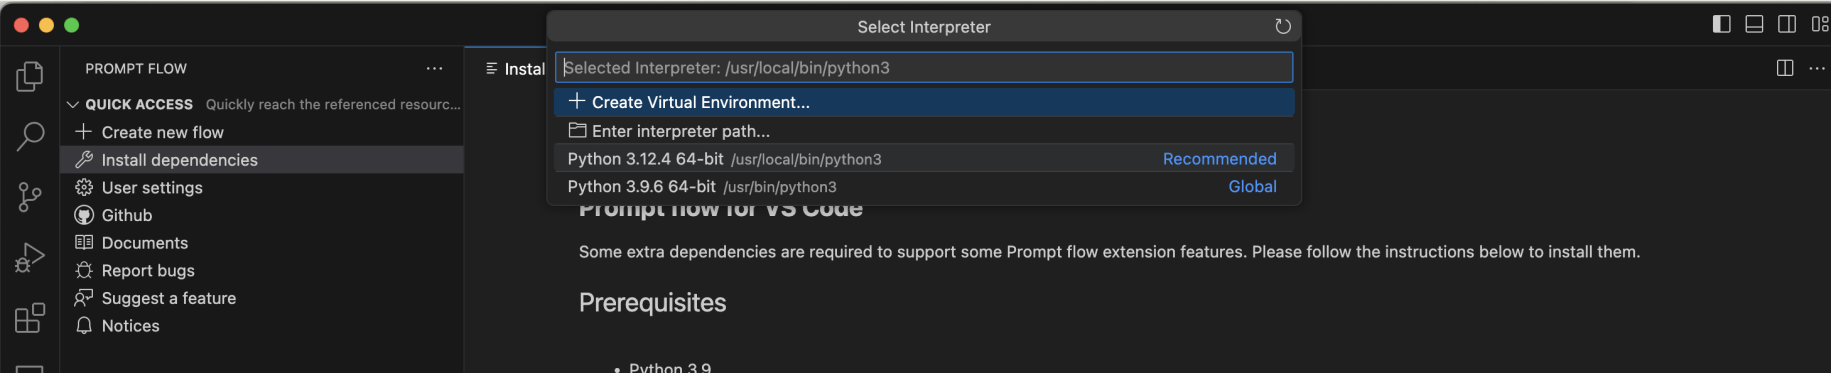 Select Interpreter
PROMPT FLOW
Instal
Selected Interpreter: /usr/local/bin/python3
QUICK ACCESS Quickly reach the referenced resourc...
Create Virtual Environment...
Create new flow
Enter interpreter path...
Install dependencies
Python 3.12.4 64-bit /usr/local/bin/python3 Recommended
User settings
Python 3.9.6 64-bit /usr/bin/python3 Global
Github
Prompt flow for VS Code
Documents
Some extra dependencies are required to support some Prompt flow extension features. Please follow the instructions below to install them.
Report bugs
Suggest a feature
Prerequisites
Notices
Python 3.9